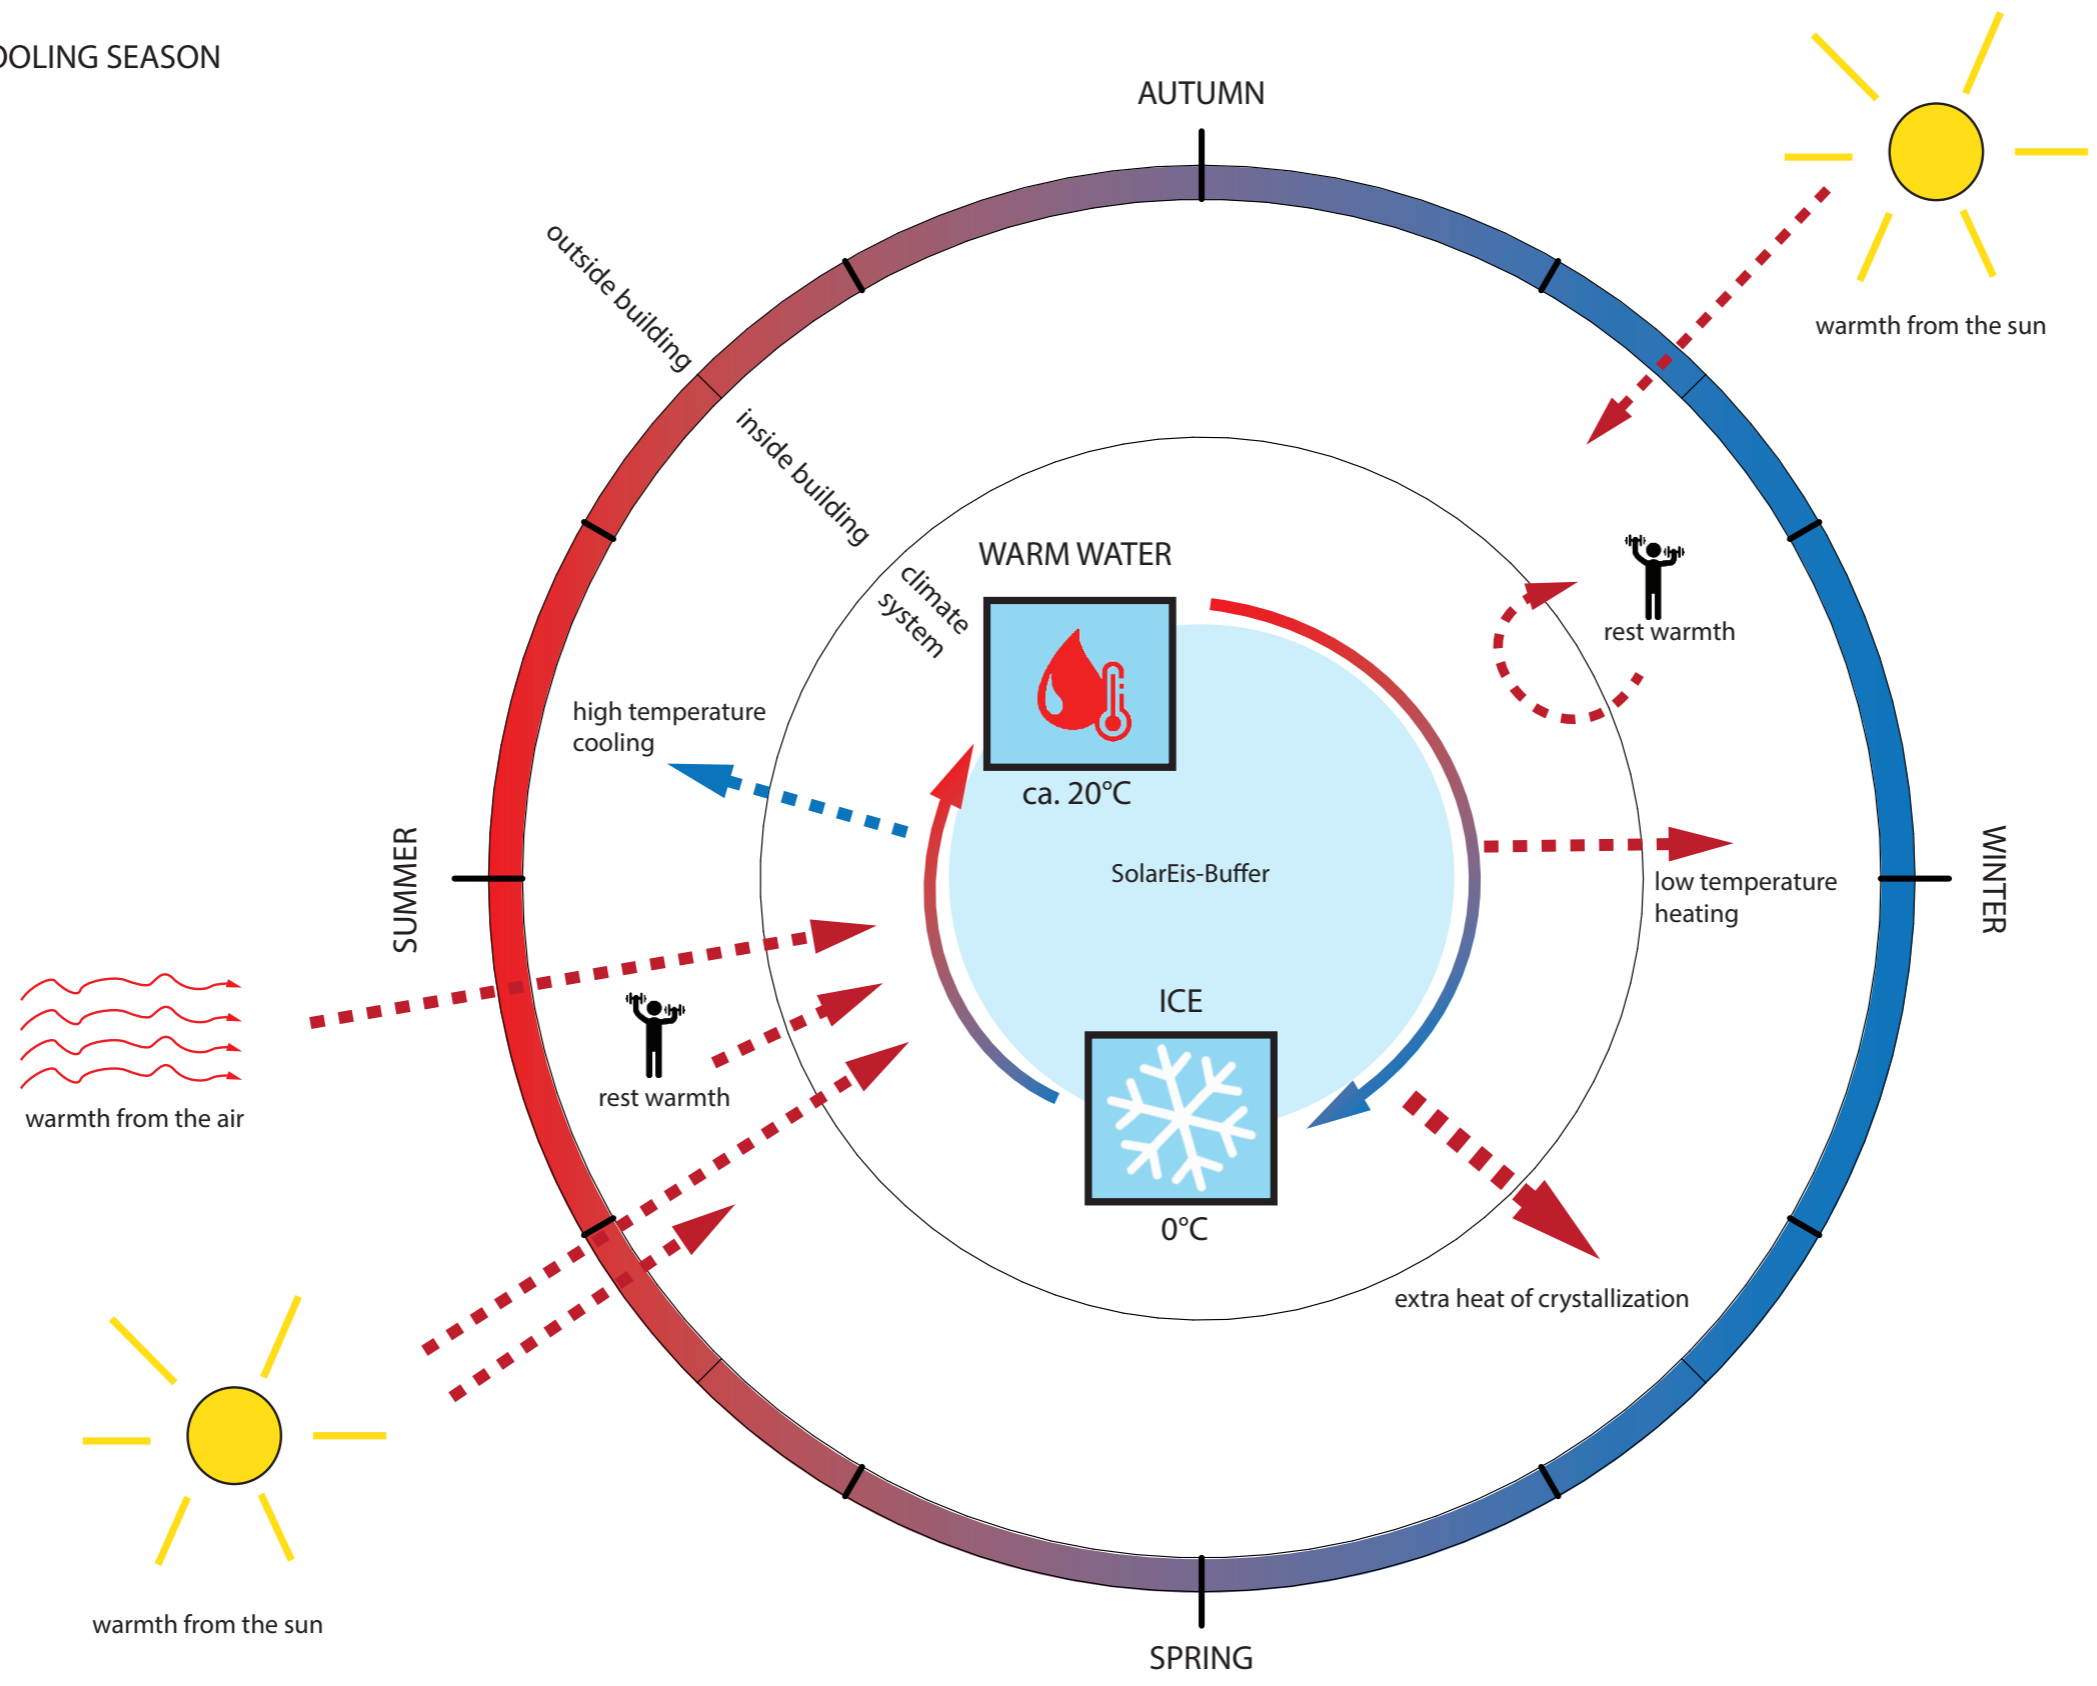 OOLING SEASON
AUTUMN
outside building
inside building
climate
system
warmth from the sun
WARM WATER
ca. 20°C
rest warmth
high temperature
cooling
SolarEis-Buffer
SUMMER
WINTER
low temperature
heating
ICE
0°C
rest warmth
warmth from the air
extra heat of crystallization
warmth from the sun
SPRING